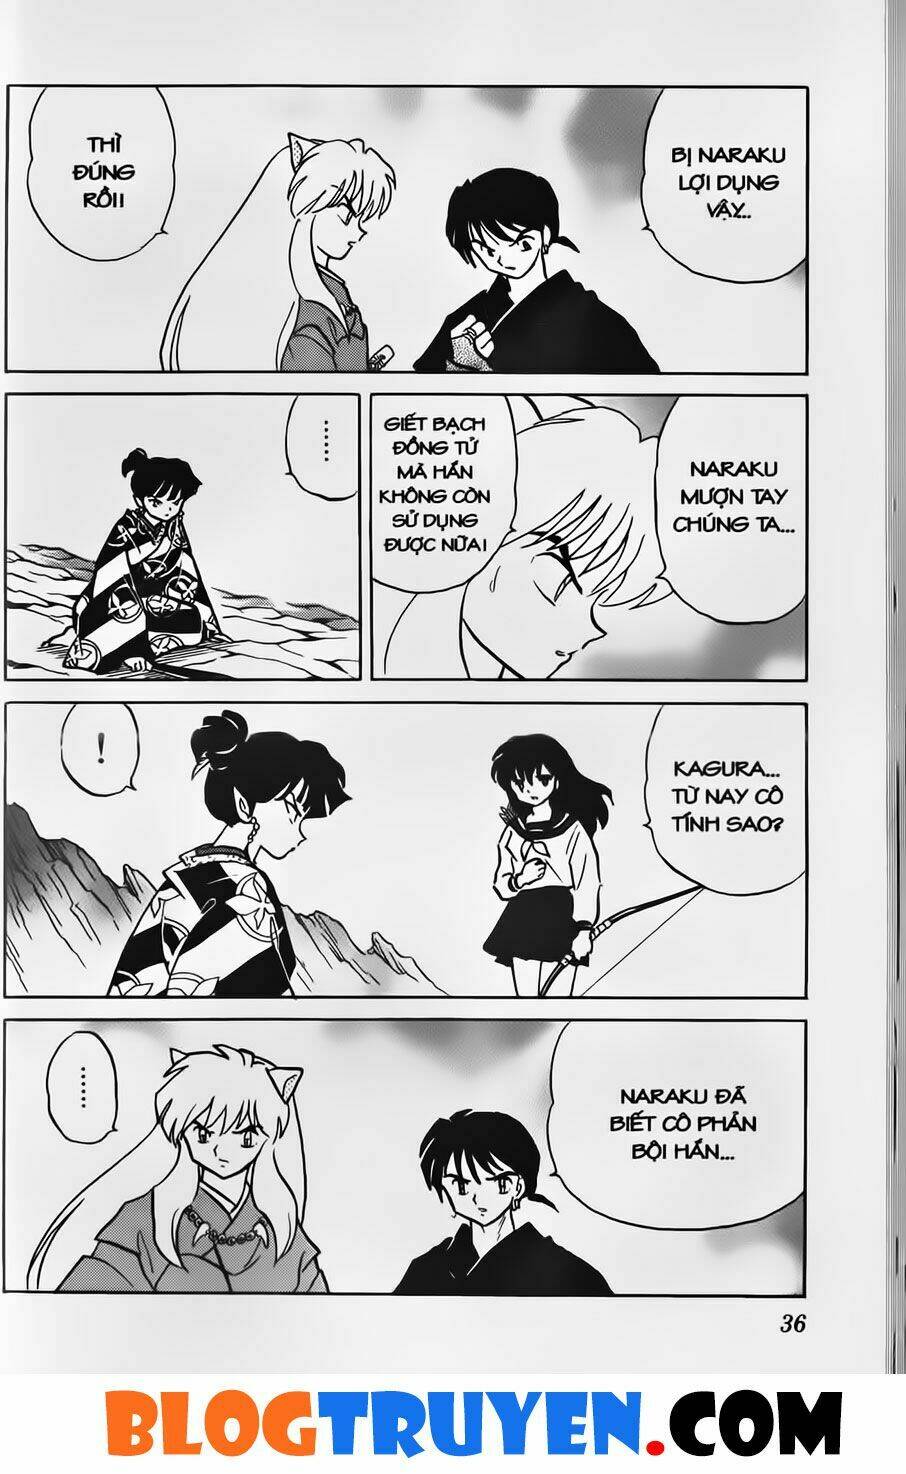 BỊ NARAKU
LỢI DỤNG
VẬY...
THÌ
ĐÚNG
RỒI!
NARAKU
MƯỢN TAY
CHÚNG TA...
GIẾT BẠCH
ĐỒNG TỬ
MÀ HẮN
KHÔNG CÒN
SỬ DỤNG
ĐƯỢC NỮA!
......
KAGURA...
TỪ NAY CÔ
TÍNH SAO?
!
NARAKU ĐÃ
BIẾT CÔ PHẢN
BỘI HẮN...
......
36
BLOGTRUYEN.COM